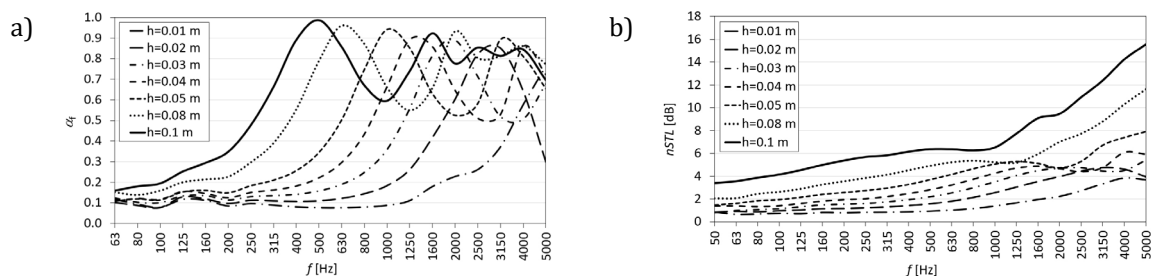 a)
1.0
0.9
0.8
0.7
0.6
0.5
0.4
0.3
0.2
0.1
0.0
αf
h=0.01 m
h=0.02 m
h=0.03 m
h=0.04 m
h=0.05 m
h=0.08 m
h=0.1 m
63 80 100 125 160 200 250 315 400 500 630 800 1000 1250 1600 2000 2500 3150 4000 5000
f [Hz]
b)
18
16
14
12
10
8
6
4
2
0
nSTL [dB]
h=0.01 m
h=0.02 m
h=0.03 m
h=0.04 m
h=0.05 m
h=0.08 m
h=0.1 m
50 63 80 100 125 160 200 250 315 400 500 630 800 1000 1250 1600 2000 2500 3150 4000 5000
f [Hz]